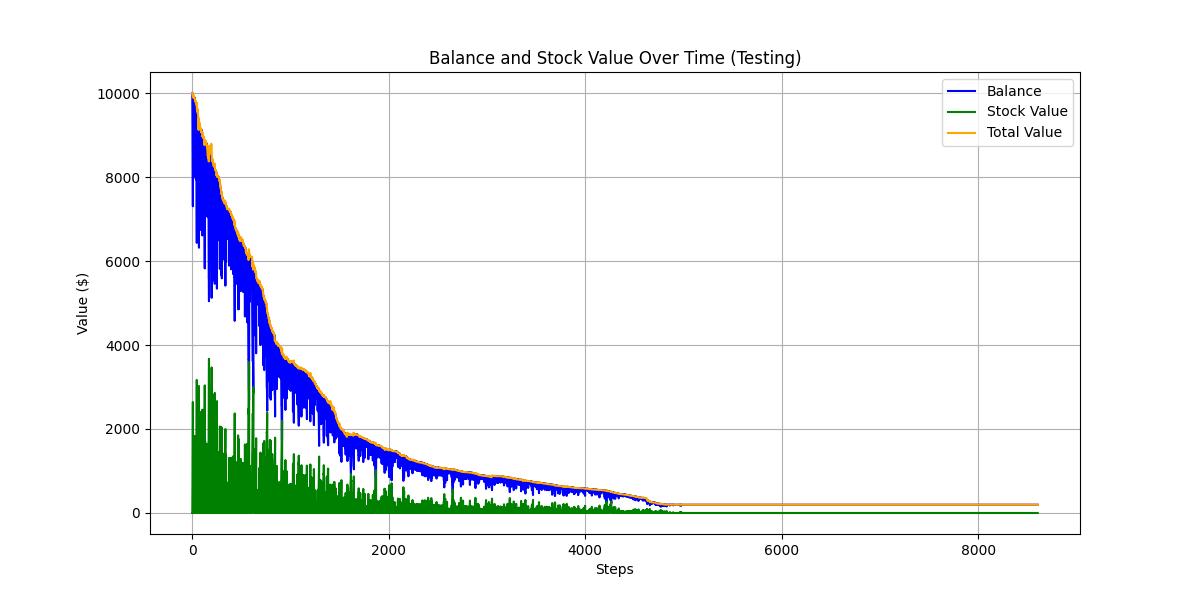 Balance and Stock Value Over Time (Testing)
Balance
Stock Value
Total Value
Value ($)
10000
8000
6000
4000
2000
0
0 2000 4000 6000 8000
Steps